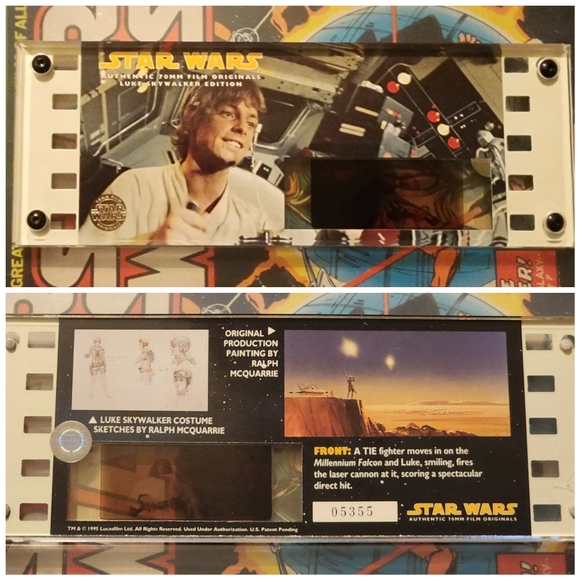 STAR WARS
AUTHENTIC 70MM FILM ORIGINALS
LUKE SKYWALKER EDITION
STAR
WARS
ORIGINAL ▶
PRODUCTION
PAINTING BY
RALPH
MCQUARRIE
▲ LUKE SKYWALKER COSTUME
SKETCHES BY RALPH MCQUARRIE
FRONT: A TIE fighter moves in on the
Millennium Falcon and Luke, smiling, fires
the laser cannon at it, scoring a spectacular
direct hit.
05355
STAR WARS
AUTHENTIC 70MM FILM ORIGINALS
TM & © 1995 Lucasfilm Ltd. All Rights Reserved. Used Under Authorization. U.S. Patent Pending